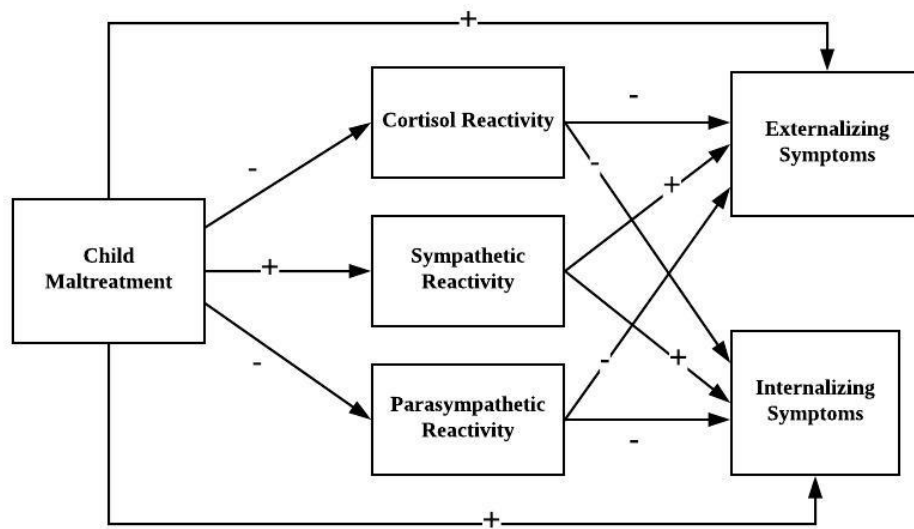 +
Cortisol Reactivity
-
Externalizing
Symptoms
-
-
+
Child
Maltreatment
+
Sympathetic
Reactivity
-
+
-
Parasympathetic
Reactivity
-
Internalizing
Symptoms
+